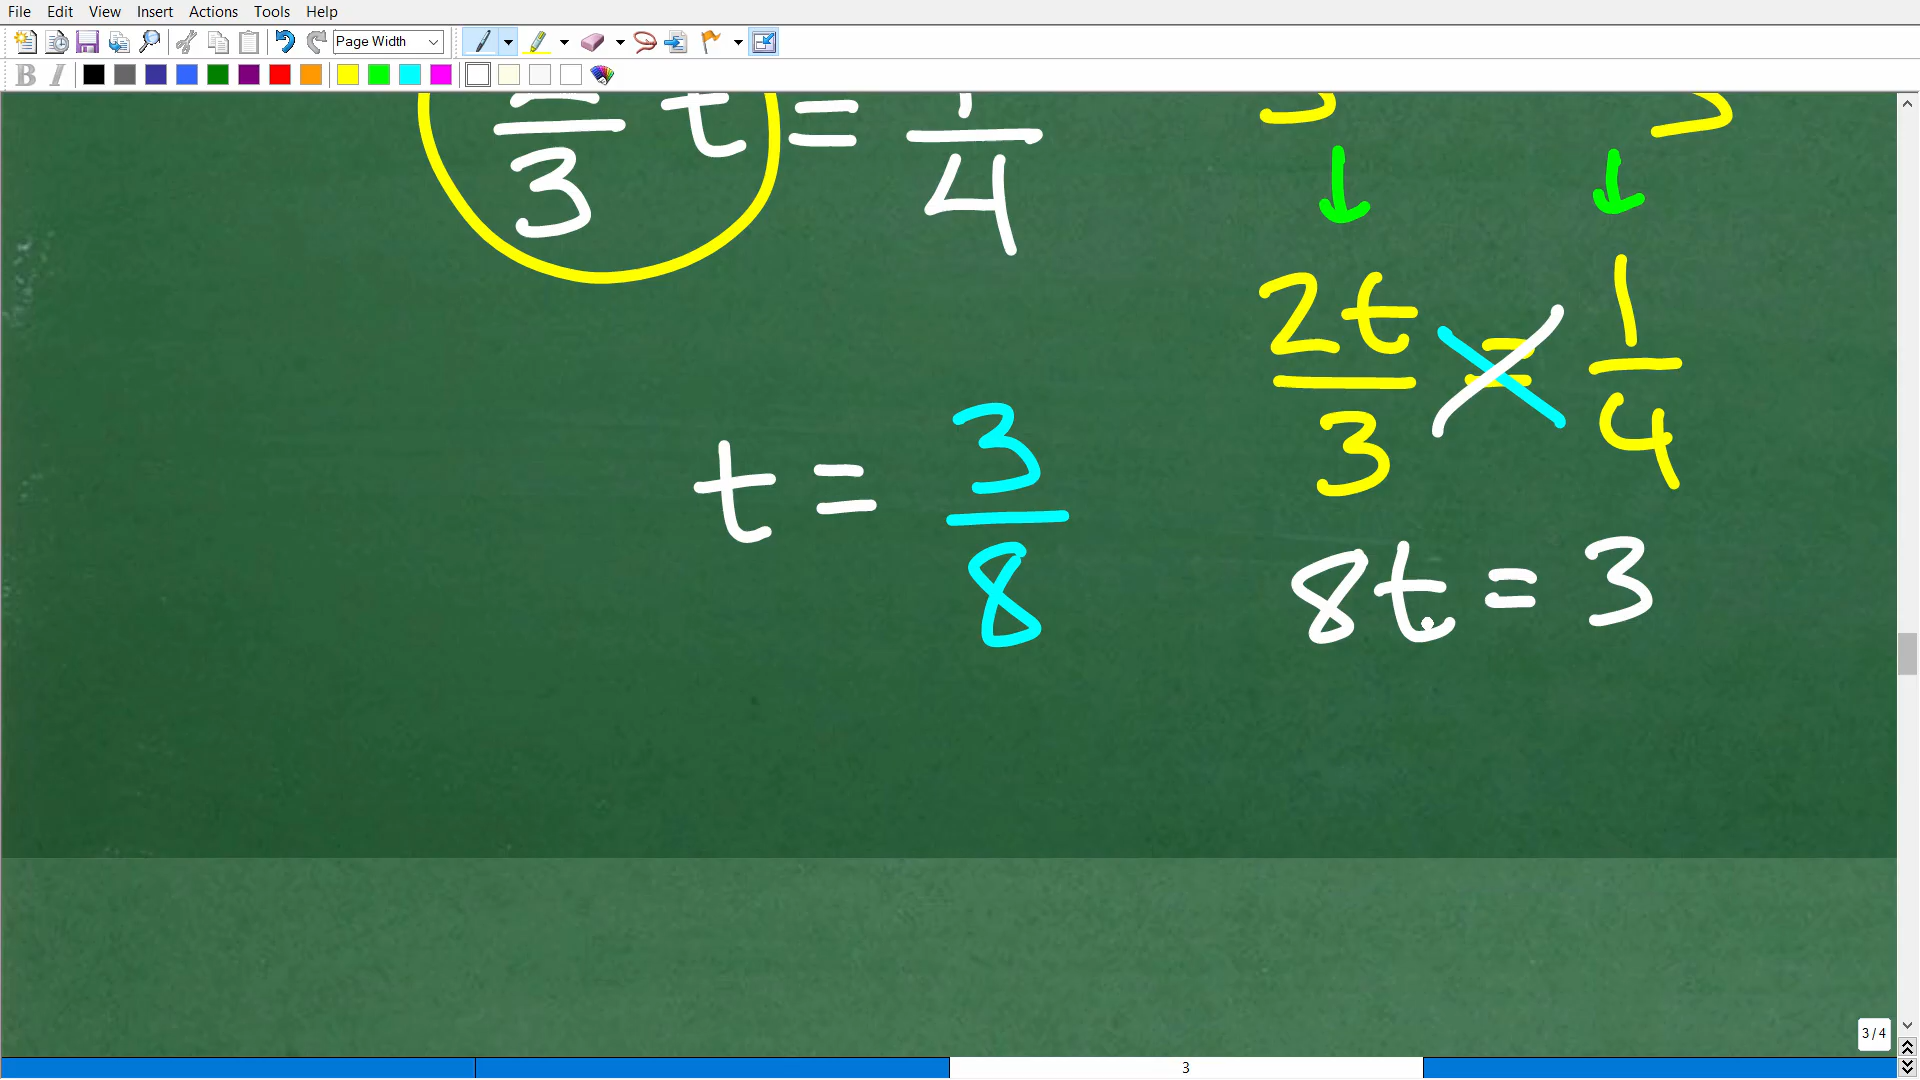 File Edit View Insert Actions Tools Help
Page Width
B I
t = 1/4
3
2t/3 = 1/4
t = 3/8
8t = 3
3 / 4
3